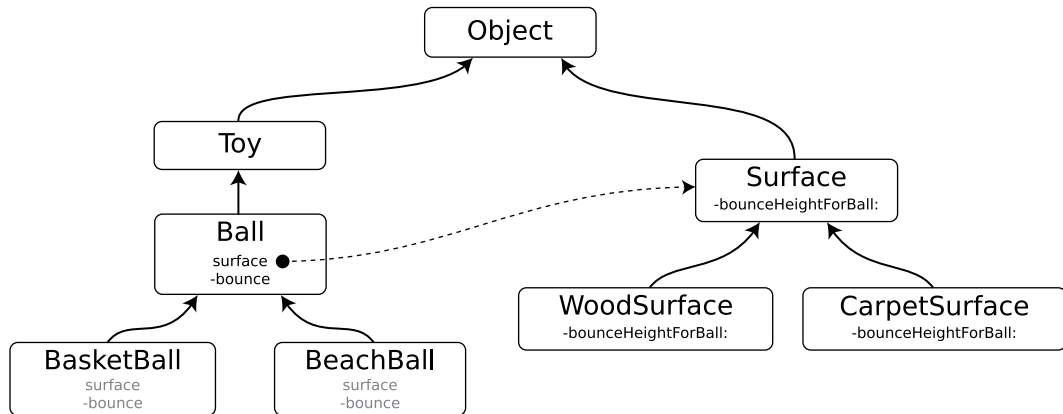 Object
Toy
Surface
-bounceHeightForBall:
Ball
surface
-bounce
WoodSurface
-bounceHeightForBall:
CarpetSurface
-bounceHeightForBall:
BasketBall
surface
-bounce
BeachBall
surface
-bounce